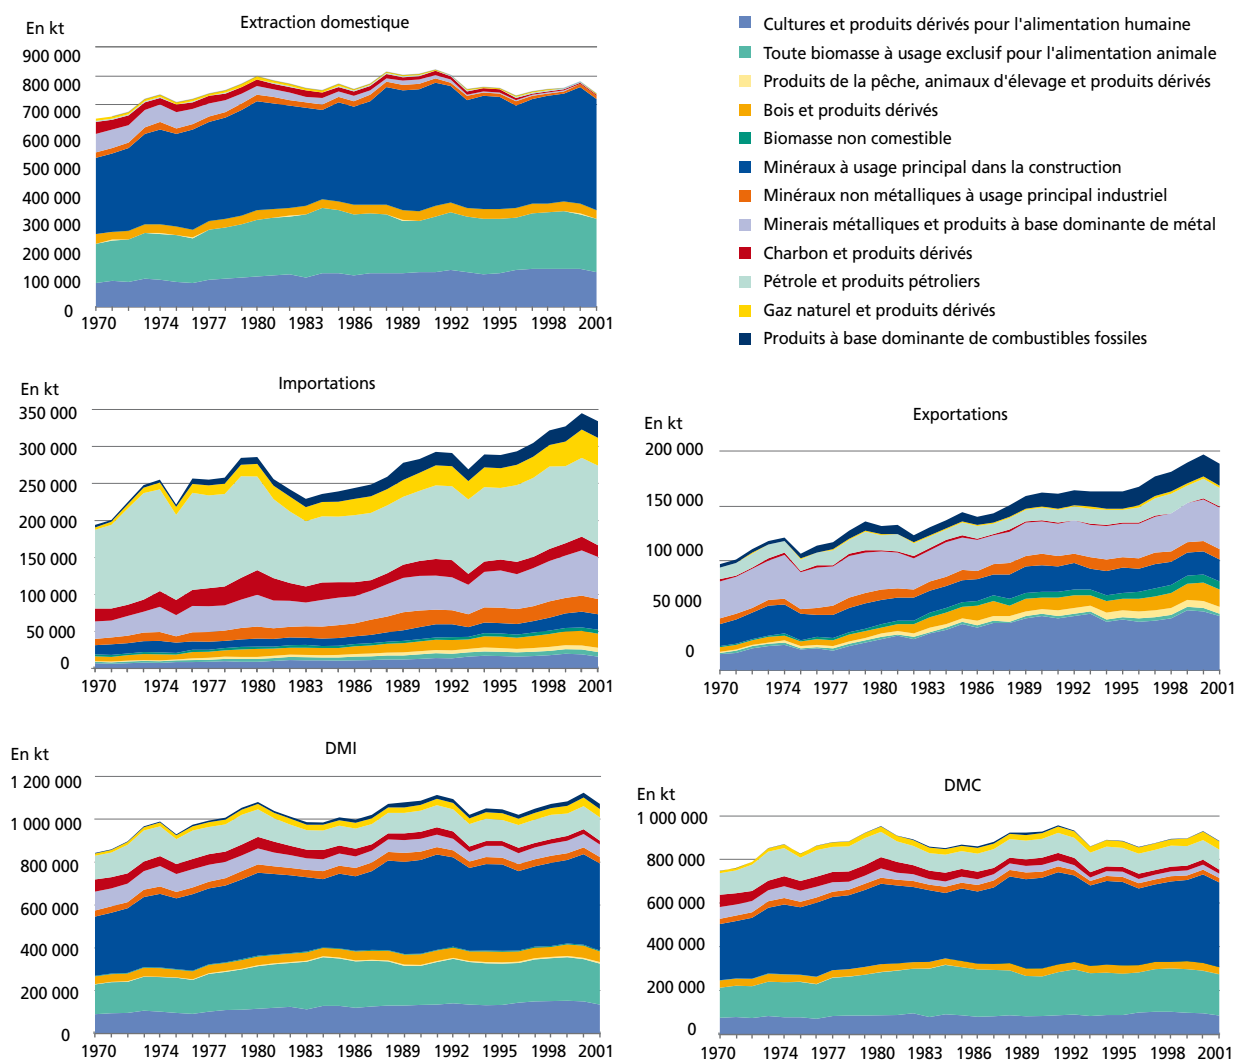 Extraction domestique
En kt
900 000
800 000
700 000
600 000
500 000
400 000
300 000
200 000
100 000
0
1970 1974 1977 1980 1983 1986 1989 1992 1995 1998 2001
Cultures et produits dérivés pour l'alimentation humaine
Toute biomasse à usage exclusif pour l'alimentation animale
Produits de la pêche, animaux d'élevage et produits dérivés
Bois et produits dérivés
Biomasse non comestible
Minéraux à usage principal dans la construction
Minéraux non métalliques à usage principal industriel
Minerais métalliques et produits à base dominante de métal
Charbon et produits dérivés
Pétrole et produits pétroliers
Gaz naturel et produits dérivés
Produits à base dominante de combustibles fossiles
Importations
En kt
350 000
300 000
250 000
200 000
150 000
100 000
50 000
0
1970 1974 1977 1980 1983 1986 1989 1992 1995 1998 2001
Exportations
En kt
200 000
150 000
100 000
50 000
0
1970 1974 1977 1980 1983 1986 1989 1992 1995 1998 2001
DMI
En kt
1 200 000
1 000 000
800 000
600 000
400 000
200 000
0
1970 1974 1977 1980 1983 1986 1989 1992 1995 1998 2001
DMC
En kt
1 000 000
800 000
600 000
400 000
200 000
0
1970 1974 1977 1980 1983 1986 1989 1992 1992 1998 2001